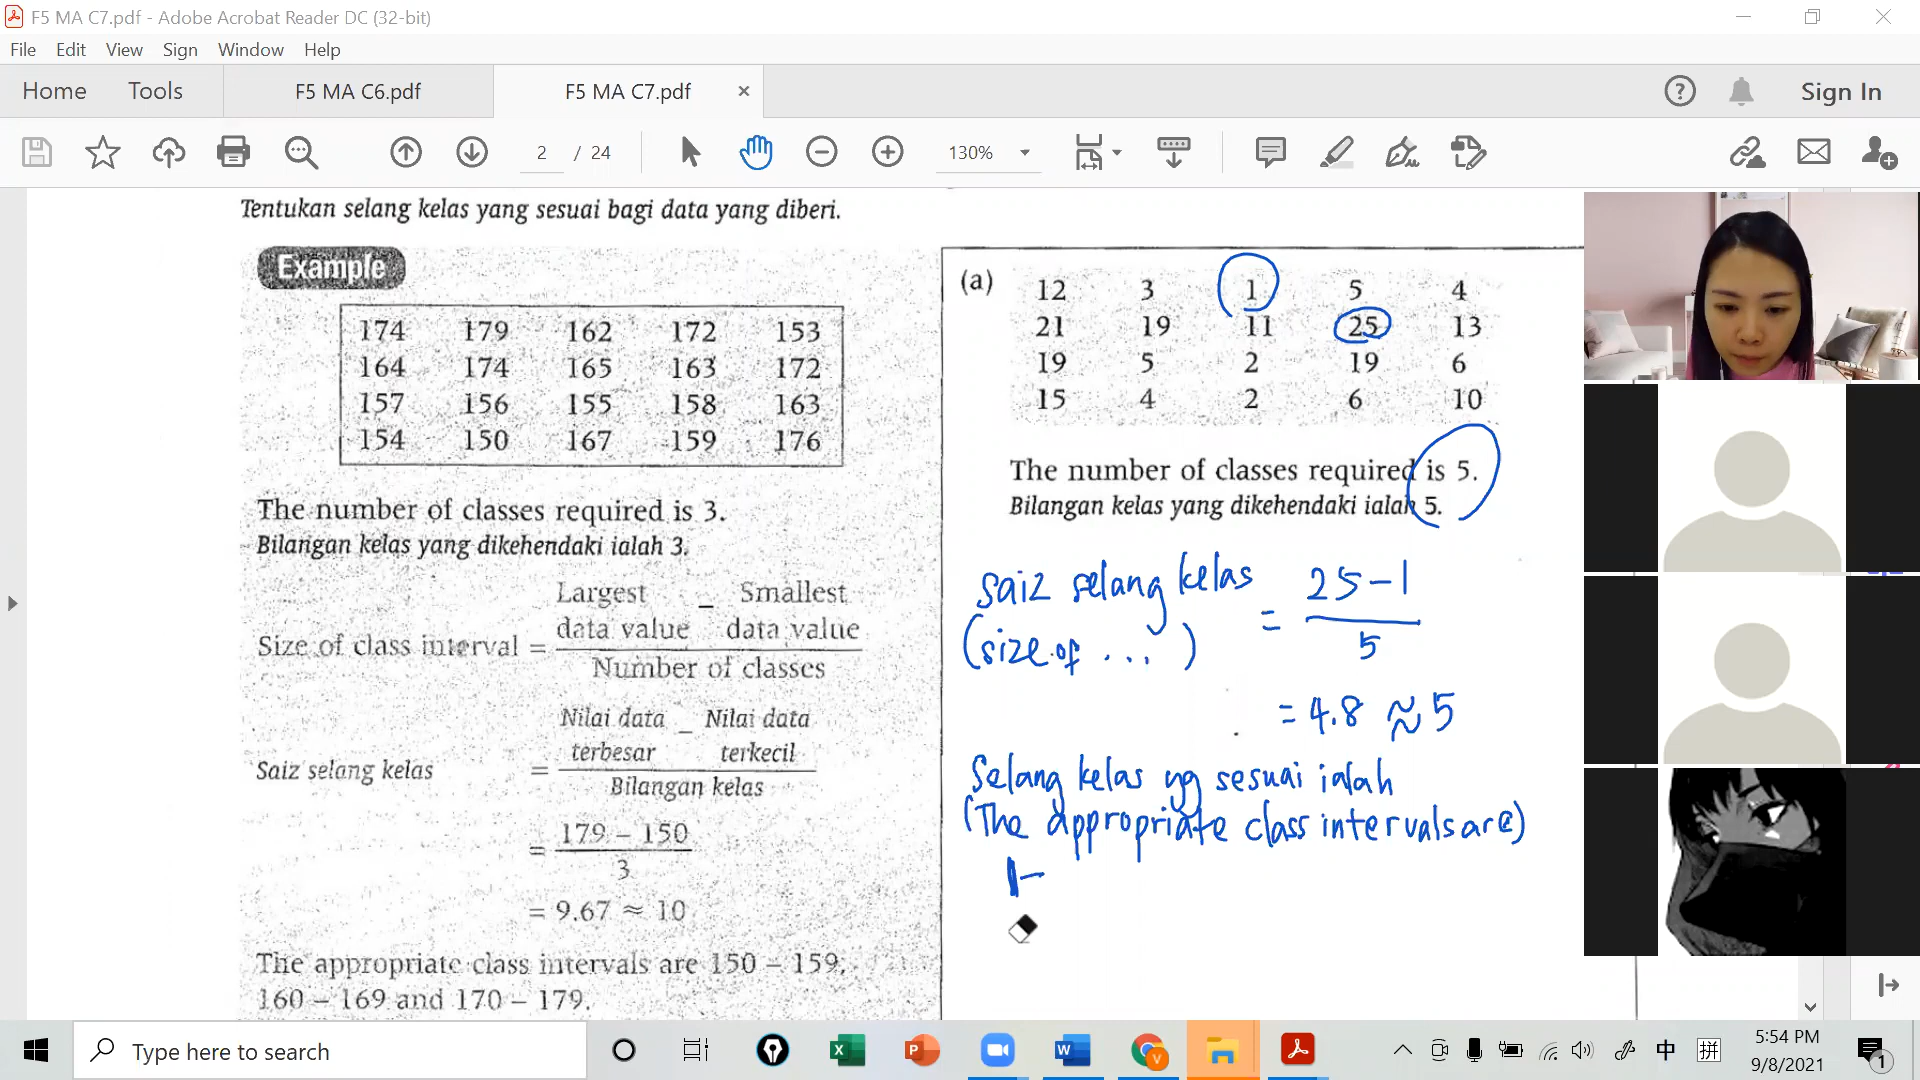 F5 MA C7.pdf - Adobe Acrobat Reader DC (32-bit)
File Edit View Sign Window Help
Home Tools F5 MA C6.pdf F5 MA C7.pdf × Sign In
2 / 24 130%
Tentukan selang kelas yang sesuai bagi data yang diberi.
Example
174 179 162 172 153
164 174 165 163 172
157 156 155 158 163
154 150 167 159 176
The number of classes required is 3.
Bilangan kelas yang dikehendaki ialah 3.
Largest – Smallest
data value data value
Size of class interval =
Number of classes
Nilai data – Nilai data
terbesar terkecil
Saiz selang kelas =
Bilangan kelas
= 179 – 150
3
= 9.67 ≈ 10
The appropriate class intervals are 150 – 159,
160 – 169 and 170 – 179.
(a)
12 3 1 5 4
21 19 11 25 13
19 5 2 19 6
15 4 2 6 10
The number of classes required is 5.
Bilangan kelas yang dikehendaki ialah 5.
Saiz selang kelas = 25 - 1
(size of ...) 5
= 4.8 ≈ 5
Selang kelas yg sesuai ialah
(The appropriate class intervals are)
1-
Type here to search
中 拼
5:54 PM
9/8/2021
1